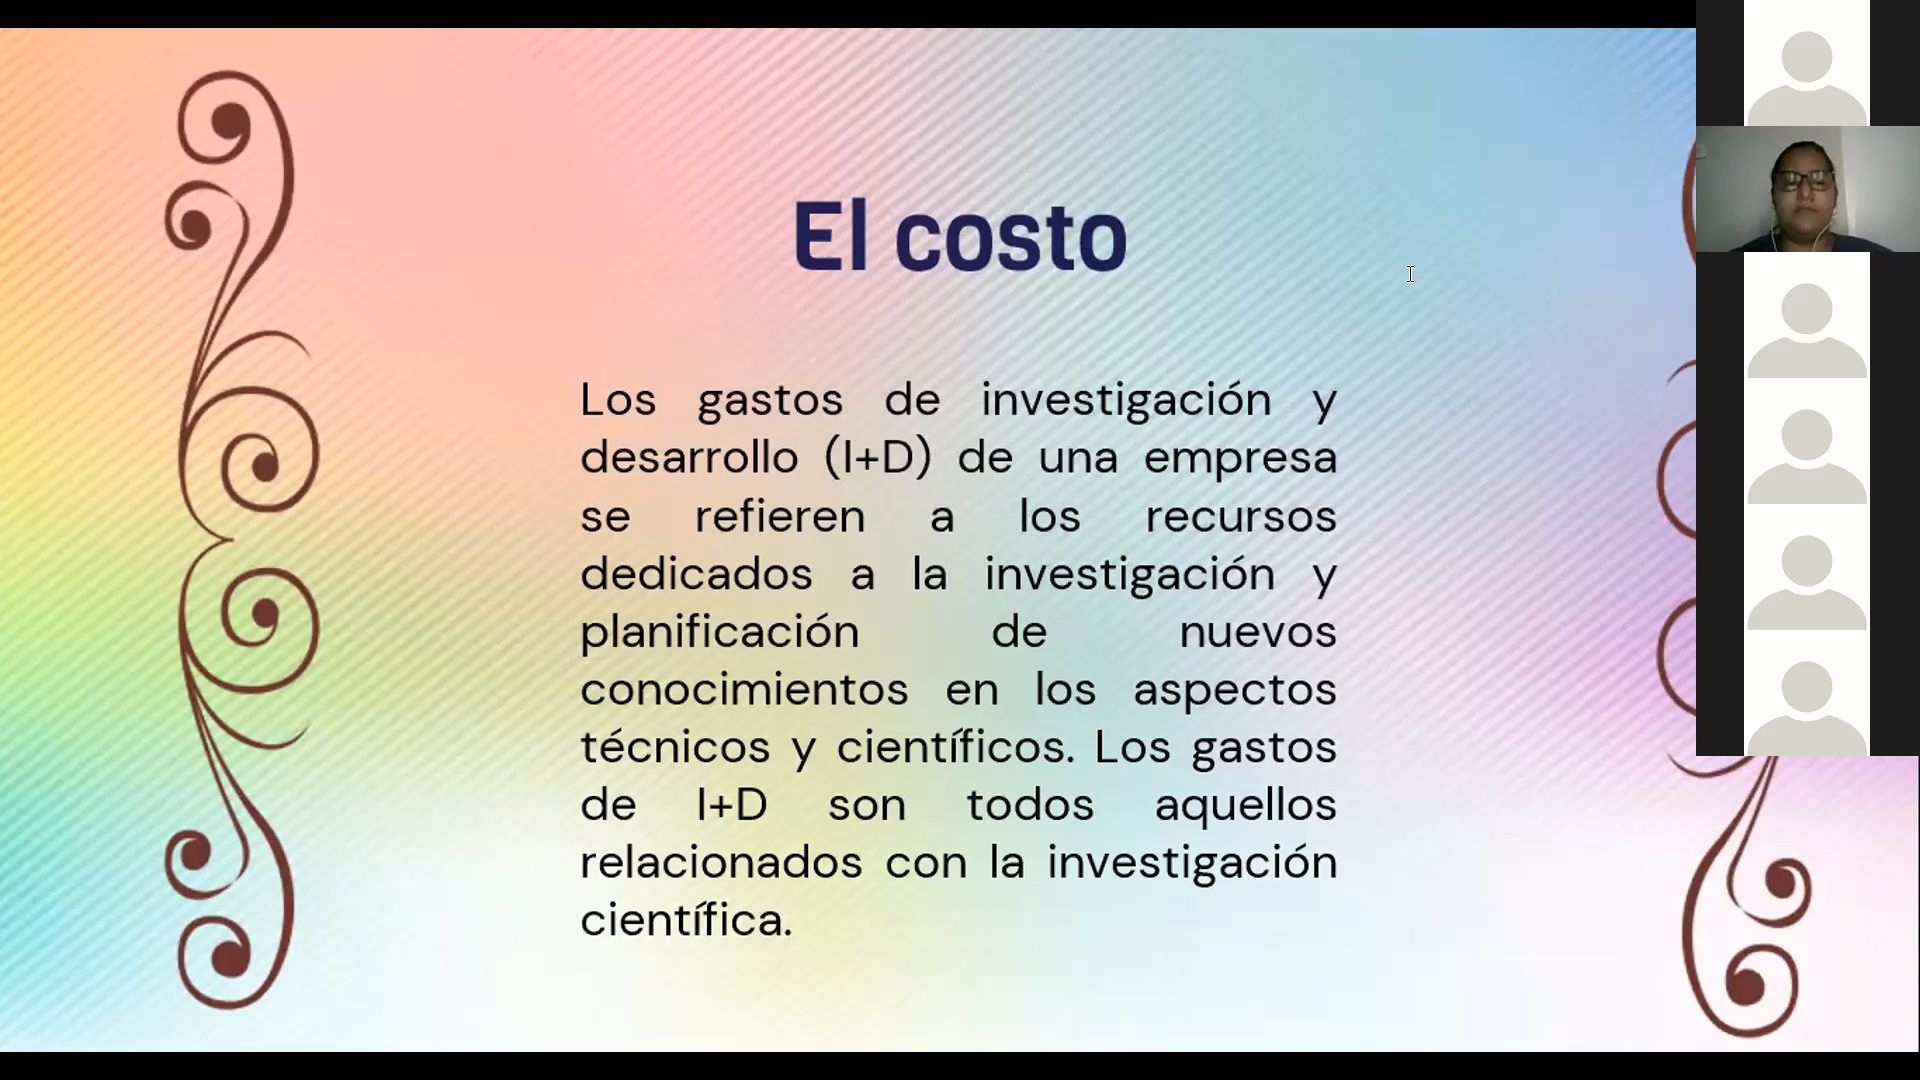 El costo
Los gastos de investigación y
desarrollo (I+D) de una empresa
se refieren a los recursos
dedicados a la investigación y
planificación de nuevos
conocimientos en los aspectos
técnicos y científicos. Los gastos
de I+D son todos aquellos
relacionados con la investigación
científica.